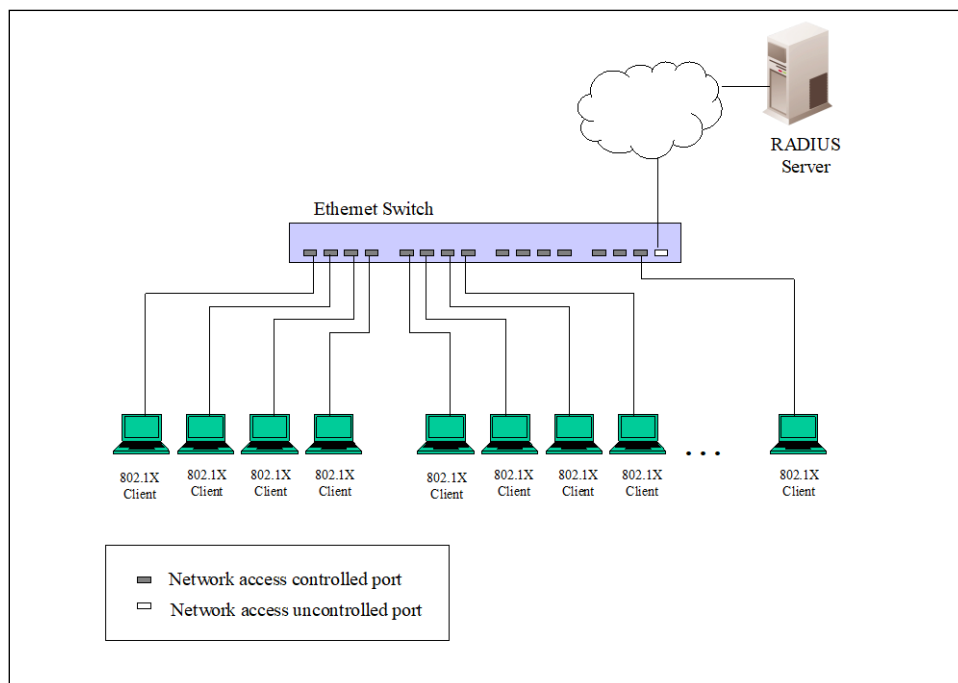 RADIUS
Server
Ethernet Switch
802.1X
Client
802.1X
Client
802.1X
Client
802.1X
Client
802.1X
Client
802.1X
Client
802.1X
Client
802.1X
Client
. . .
802.1X
Client
Network access controlled port
Network access uncontrolled port